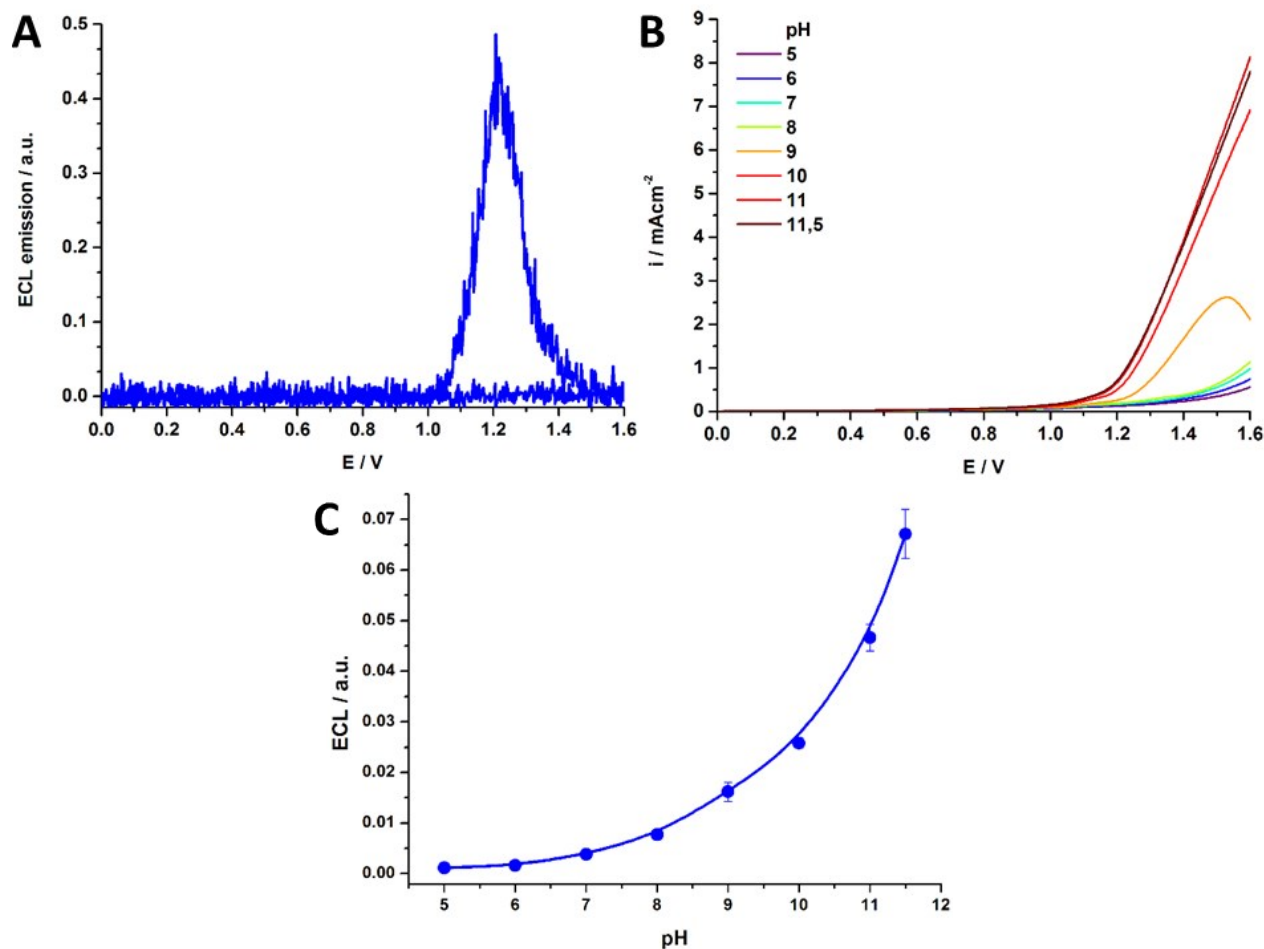 A
0.5
0.4
0.3
0.2
0.1
0.0
ECL emission / a.u.
0.0 0.2 0.4 0.6 0.8 1.0 1.2 1.4 1.6
E / V
B
9
8
7
6
5
4
3
2
1
0
i / mAcm⁻²
pH
5
6
7
8
9
10
11
11,5
0.0 0.2 0.4 0.6 0.8 1.0 1.2 1.4 1.6
E / V
C
0.07
0.06
0.05
0.04
0.03
0.02
0.01
0.00
ECL / a.u.
5 6 7 8 9 10 11 12
pH